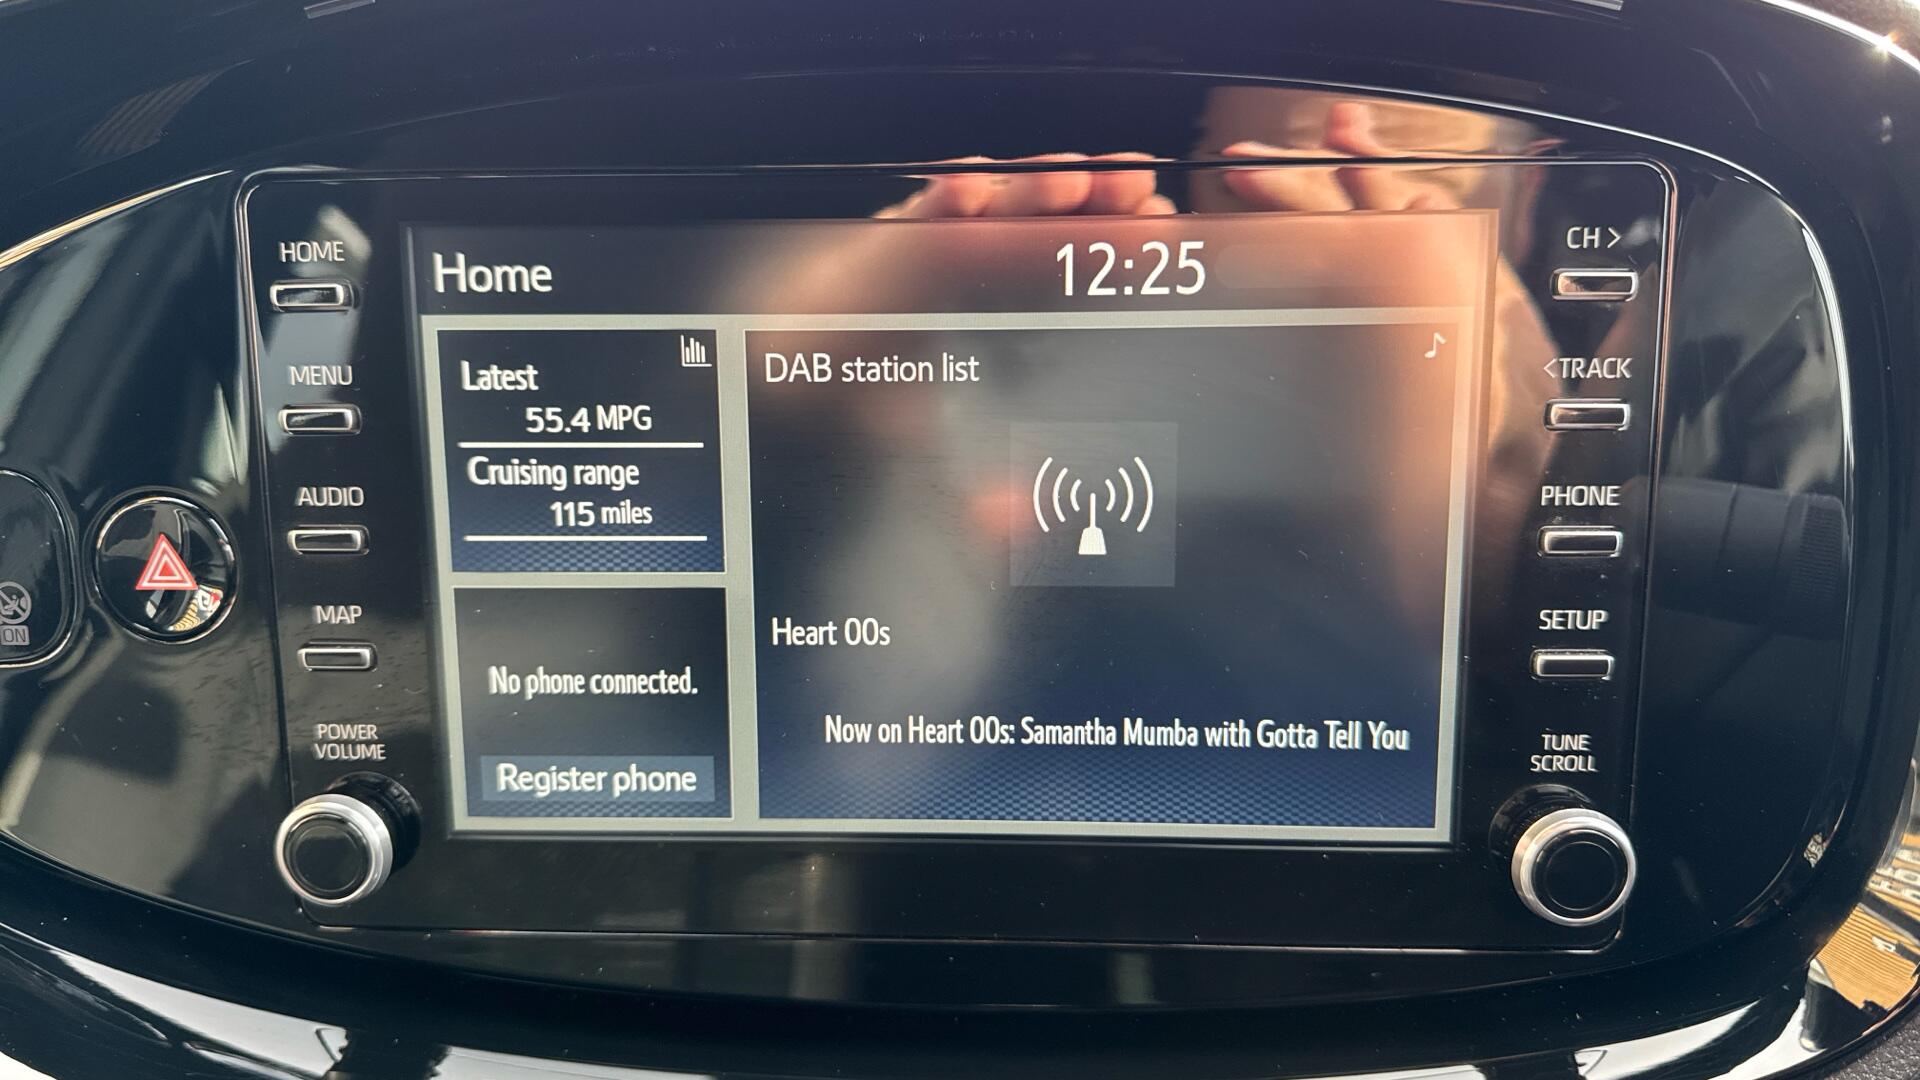 HOME
MENU
AUDIO
MAP
POWER
VOLUME
ON
Home
12:25
Latest
55.4 MPG
Cruising range
115 miles
No phone connected.
Register phone
DAB station list
Heart 00s
Now on Heart 00s: Samantha Mumba with Gotta Tell You
CH >
<TRACK
PHONE
SETUP
TUNE
SCROLL